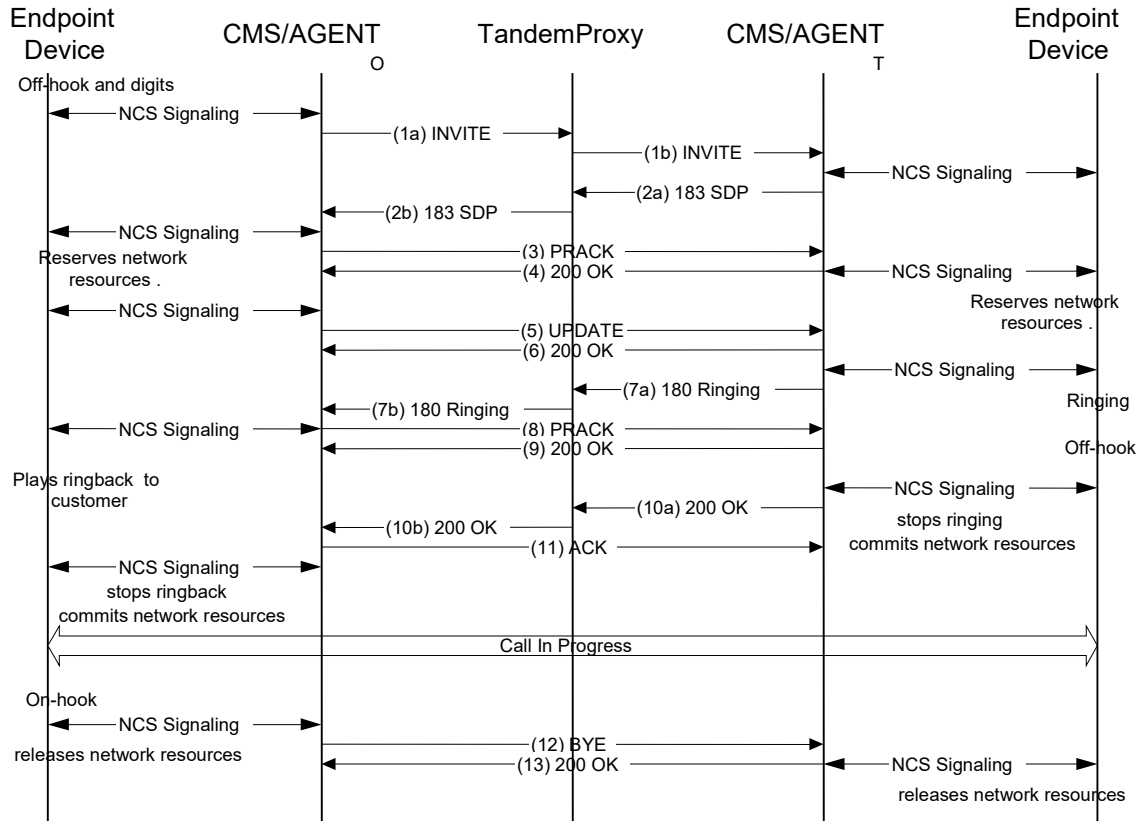 Endpoint
Device
CMS/AGENT
O
TandemProxy
CMS/AGENT
T
Endpoint
Device
Off-hook and digits
NCS Signaling
(1a) INVITE
(1b) INVITE
NCS Signaling
(2a) 183 SDP
(2b) 183 SDP
NCS Signaling
(3) PRACK
Reserves network
resources .
(4) 200 OK
NCS Signaling
Reserves network
resources .
NCS Signaling
(5) UPDATE
(6) 200 OK
NCS Signaling
(7a) 180 Ringing
Ringing
(7b) 180 Ringing
NCS Signaling
(8) PRACK
(9) 200 OK
Off-hook
Plays ringback to
customer
NCS Signaling
(10a) 200 OK
stops ringing
commits network resources
(10b) 200 OK
(11) ACK
NCS Signaling
stops ringback
commits network resources
Call In Progress
On-hook
NCS Signaling
releases network resources
(12) BYE
(13) 200 OK
NCS Signaling
releases network resources